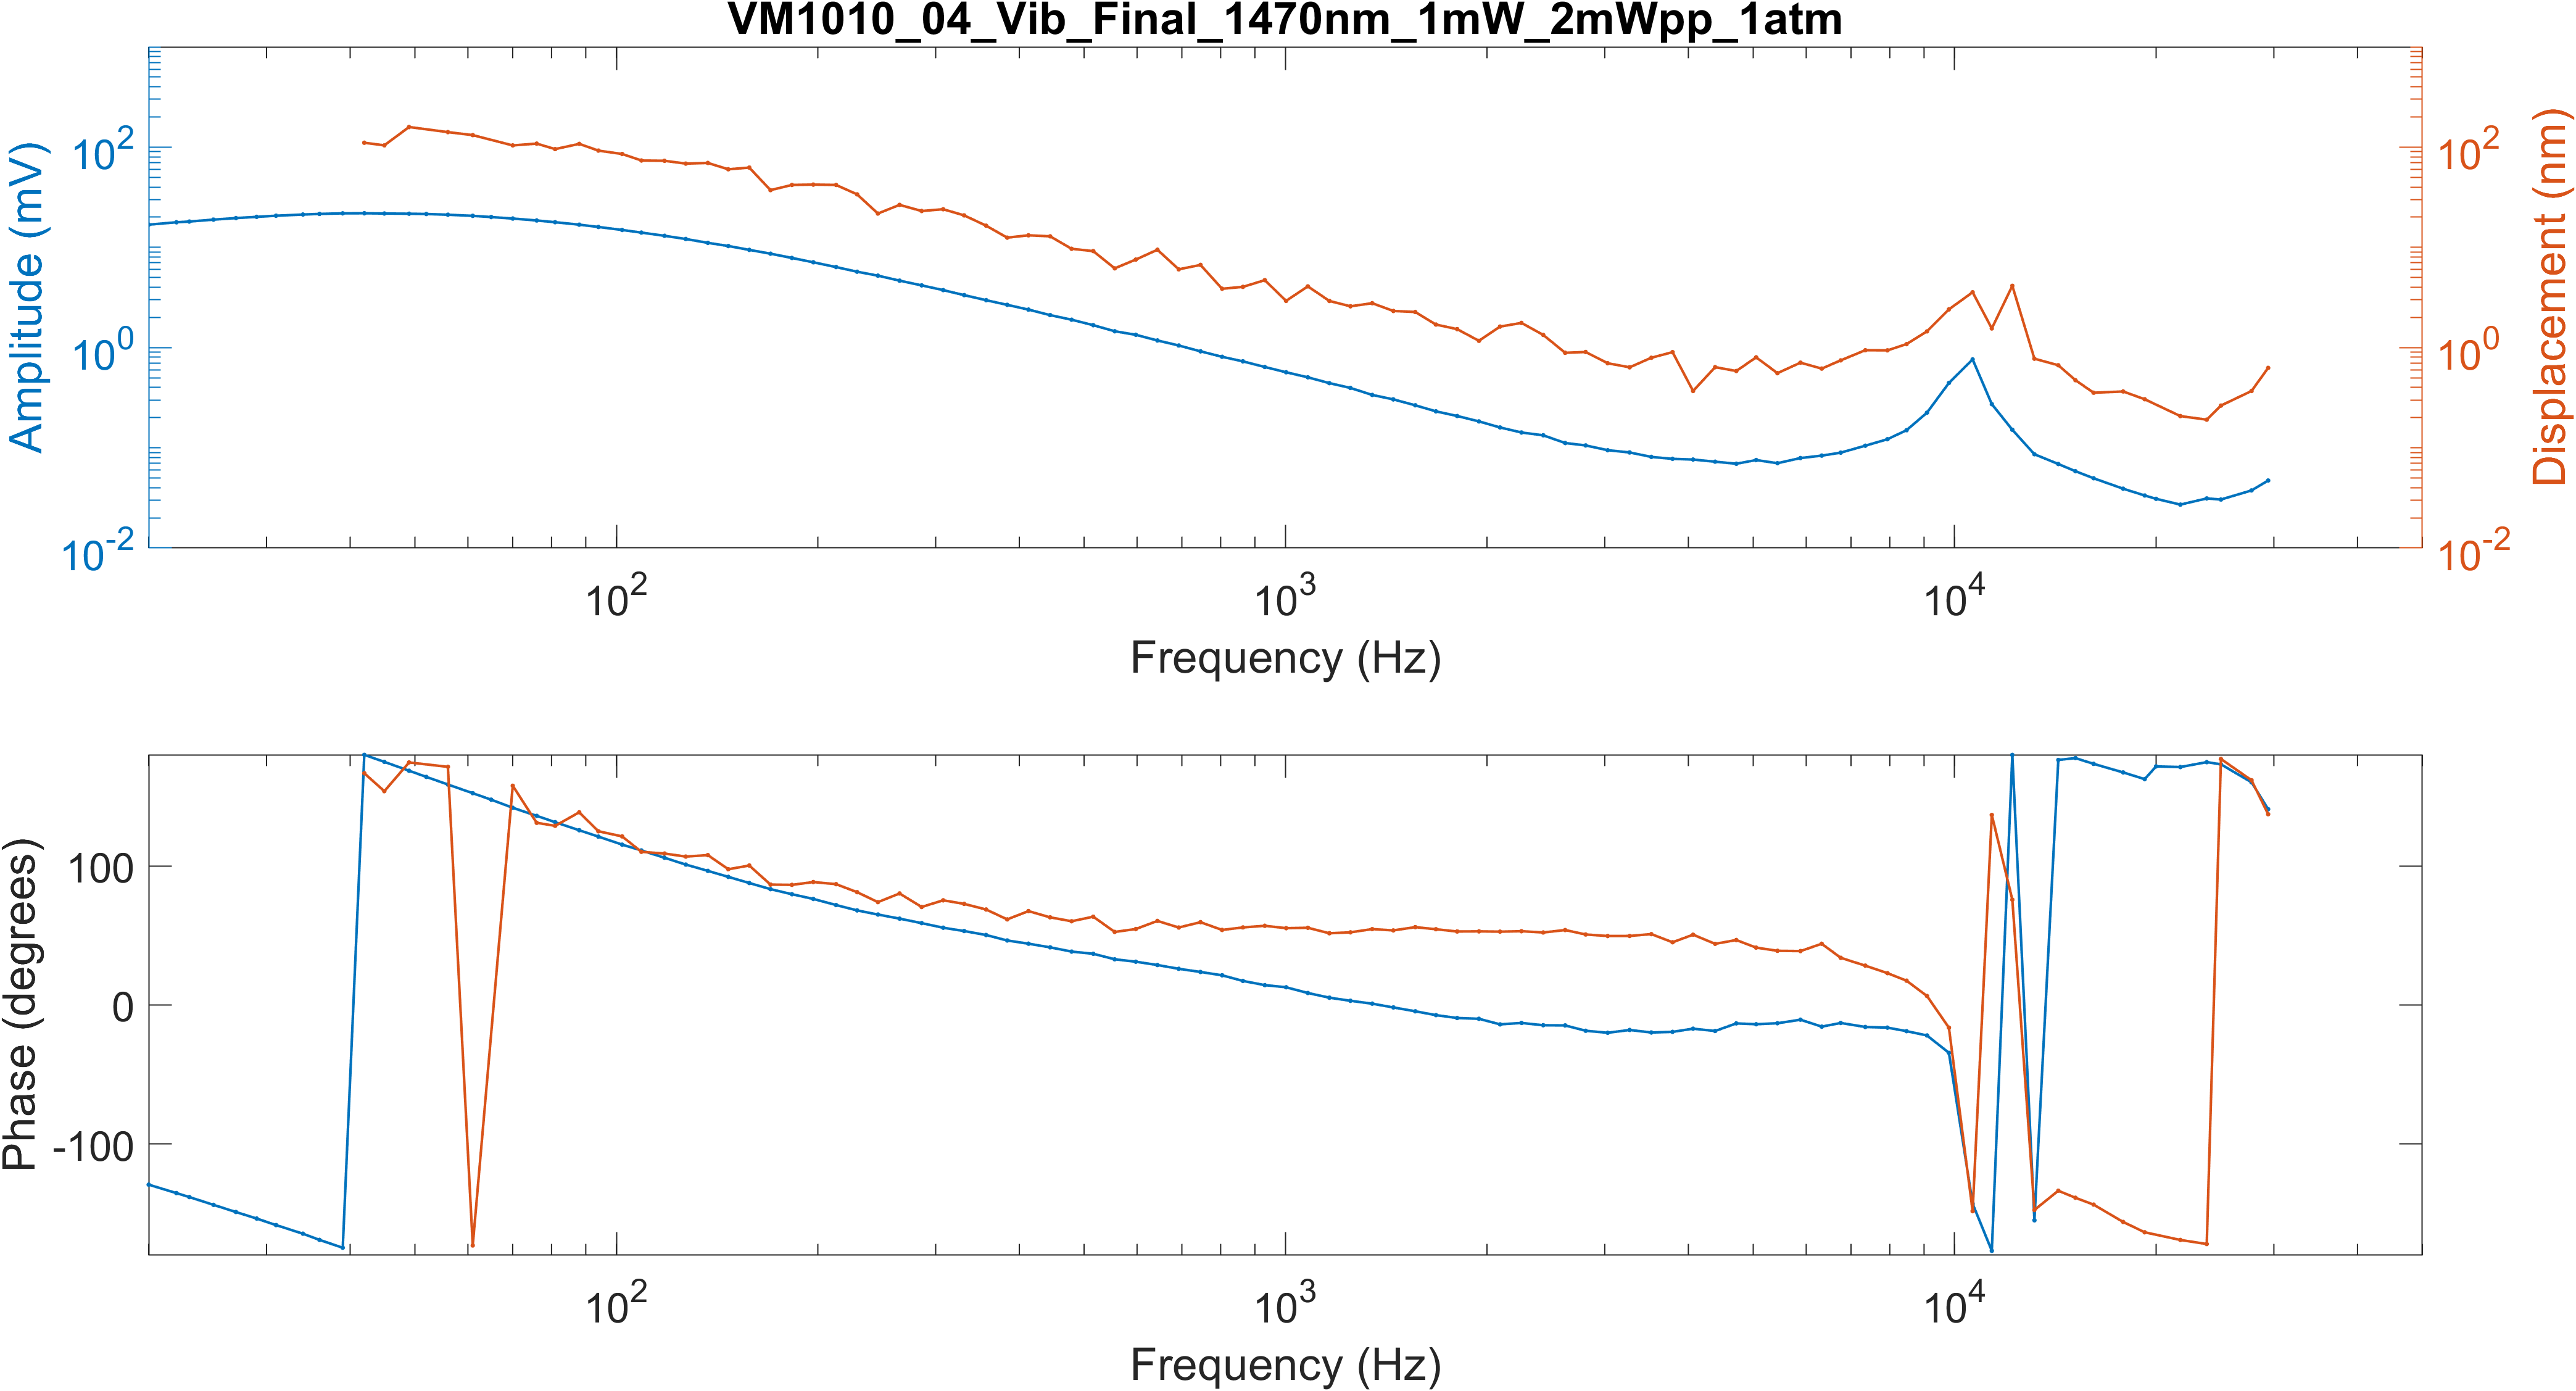 VM1010_04_Vib_Final_1470nm_1mW_2mWpp_1atm
Amplitude (mV)
10^2
10^0
10^-2
10^2
10^0
10^-2
Displacement (nm)
10^2
10^3
10^4
Frequency (Hz)
Phase (degrees)
100
0
-100
10^2
10^3
10^4
Frequency (Hz)